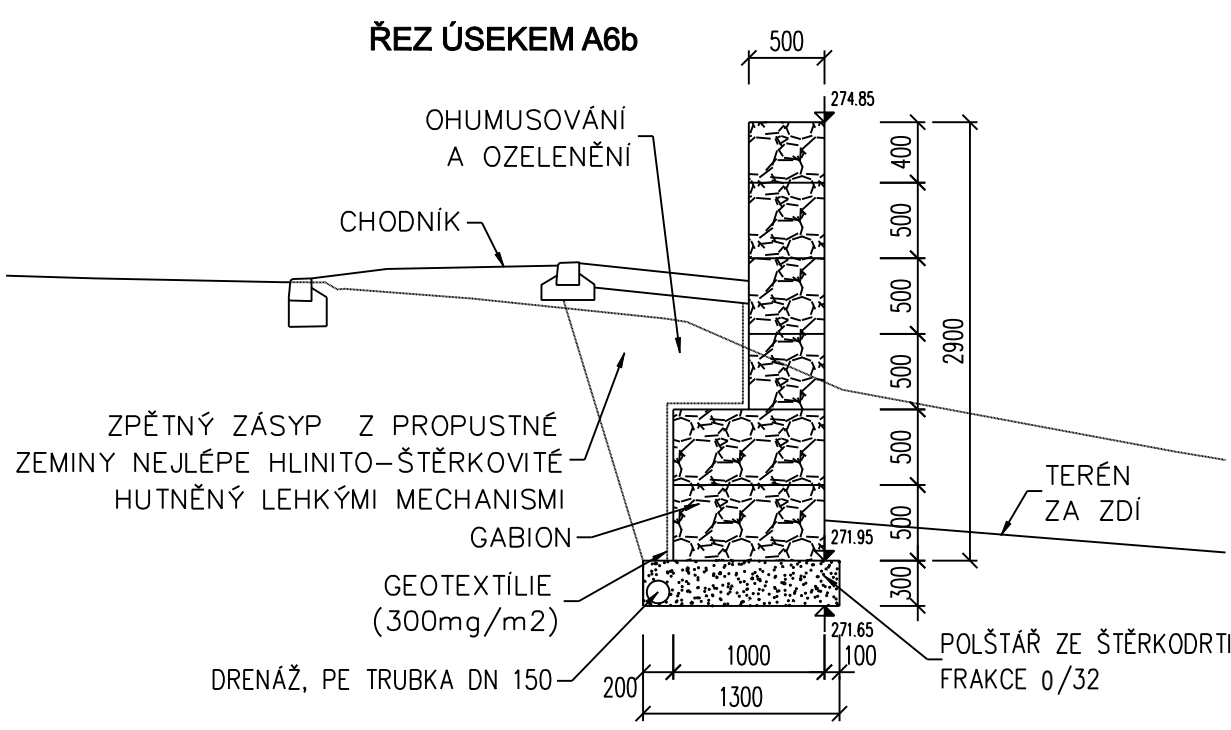 ŘEZ ÚSEKEM A6b
500
274.85
OHUMUSOVÁNÍ
A OZELENĚNÍ
400
CHODNÍK
500
500
2900
500
ZPĚTNÝ ZÁSYP Z PROPUSTNÉ
ZEMINY NEJLÉPE HLINITO-ŠTĚRKOVITÉ
HUTNĚNÝ LEHKÝMI MECHANISMI
500
TERÉN
ZA ZDÍ
GABION
271.95
500
GEOTEXTÍLIE
(300mg/m2)
300
271.65
POLŠTÁŘ ZE ŠTĚRKODRTI
FRAKCE 0/32
DRENÁŽ, PE TRUBKA DN 150
200
1000
100
1300